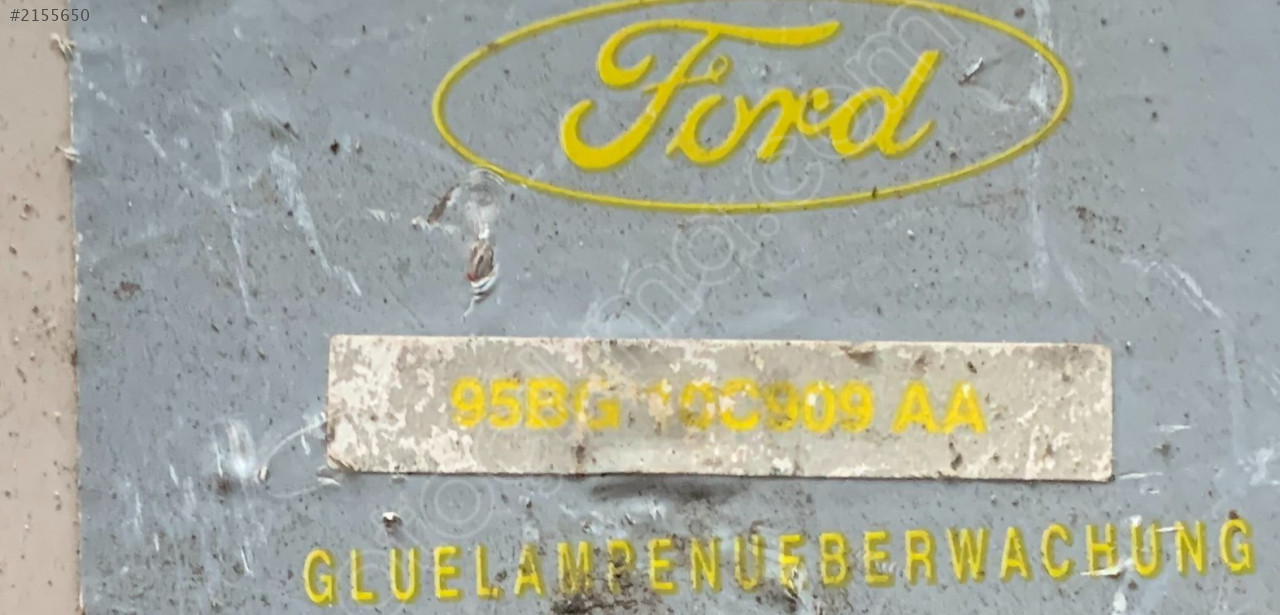 #2155650
Ford
95BG 10C909 AA
GLUELAMPENUEBERWACHUNG